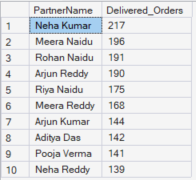 PartnerName Delivered_Orders
1 Neha Kumar 217
2 Meera Naidu 196
3 Rohan Naidu 191
4 Arjun Reddy 190
5 Riya Naidu 175
6 Meera Reddy 168
7 Arjun Kumar 144
8 Aditya Das 142
9 Pooja Verma 141
10 Neha Reddy 139